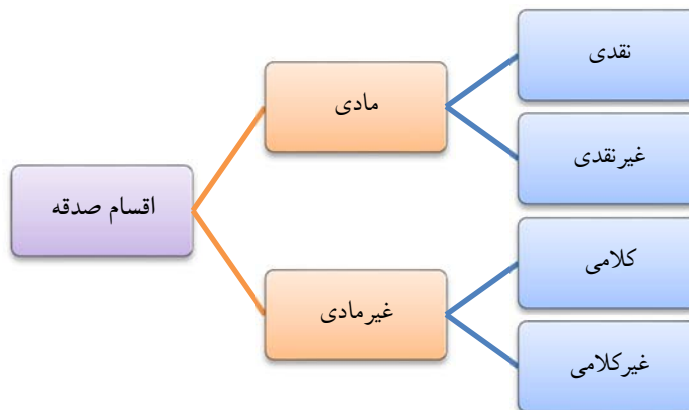 اقسام صدقه
مادی
نقدی
غیرنقدی
غیرمادی
کلامی
غیرکلامی